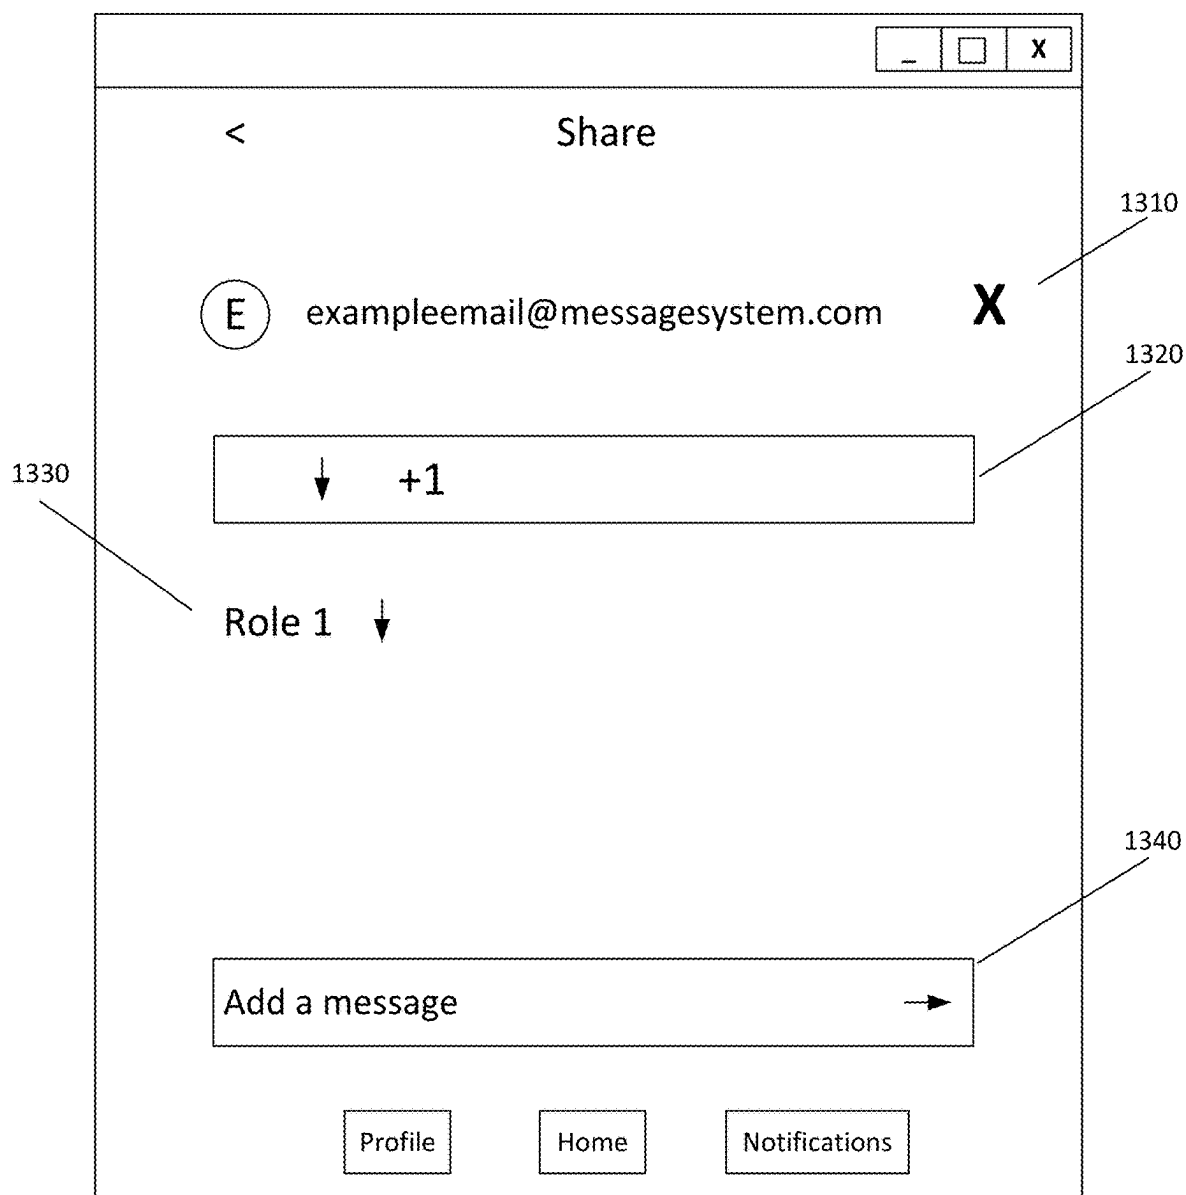 _ X
< Share
1310
E exampleemail@messagesystem.com X
1320
+1
1330
Role 1
1340
Add a message
Profile Home Notifications